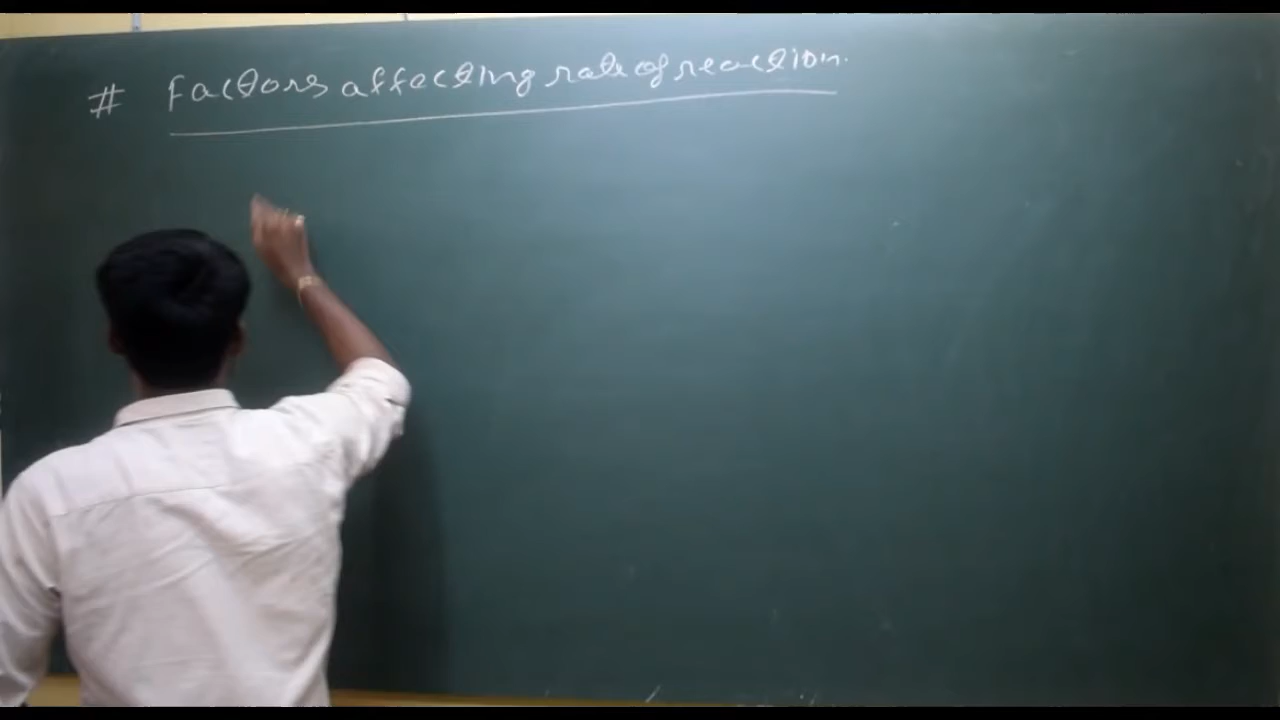 # Factors affecting rate of reaction.